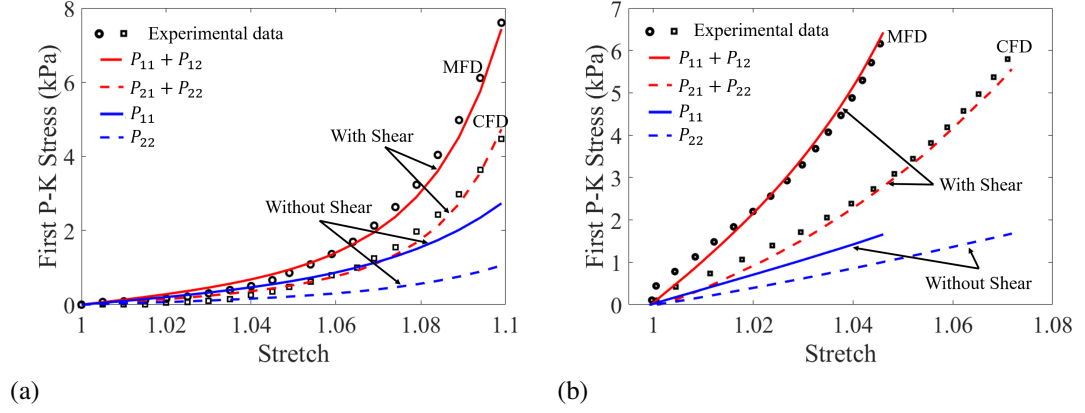 8
6
4
2
0
First P-K Stress (kPa)
Experimental data
P₁₁ + P₁₂
P₂₁ + P₂₂
P₁₁
P₂₂
MFD
CFD
With Shear
Without Shear
1 1.02 1.04 1.06 1.08 1.1
Stretch
(a)
7
6
5
4
3
2
1
0
First P-K Stress (kPa)
Experimental data
P₁₁ + P₁₂
P₂₁ + P₂₂
P₁₁
P₂₂
MFD
CFD
With Shear
Without Shear
1 1.02 1.04 1.06 1.08
Stretch
(b)